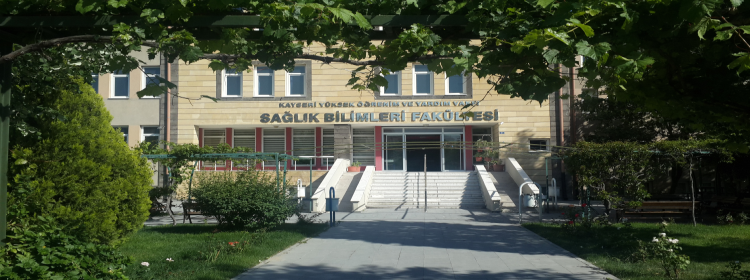 KAYSERİ YÜKSEK ÖĞRENİM VE YARDIM VAKFI
SAĞLIK BİLİMLERİ FAKÜLTESİ